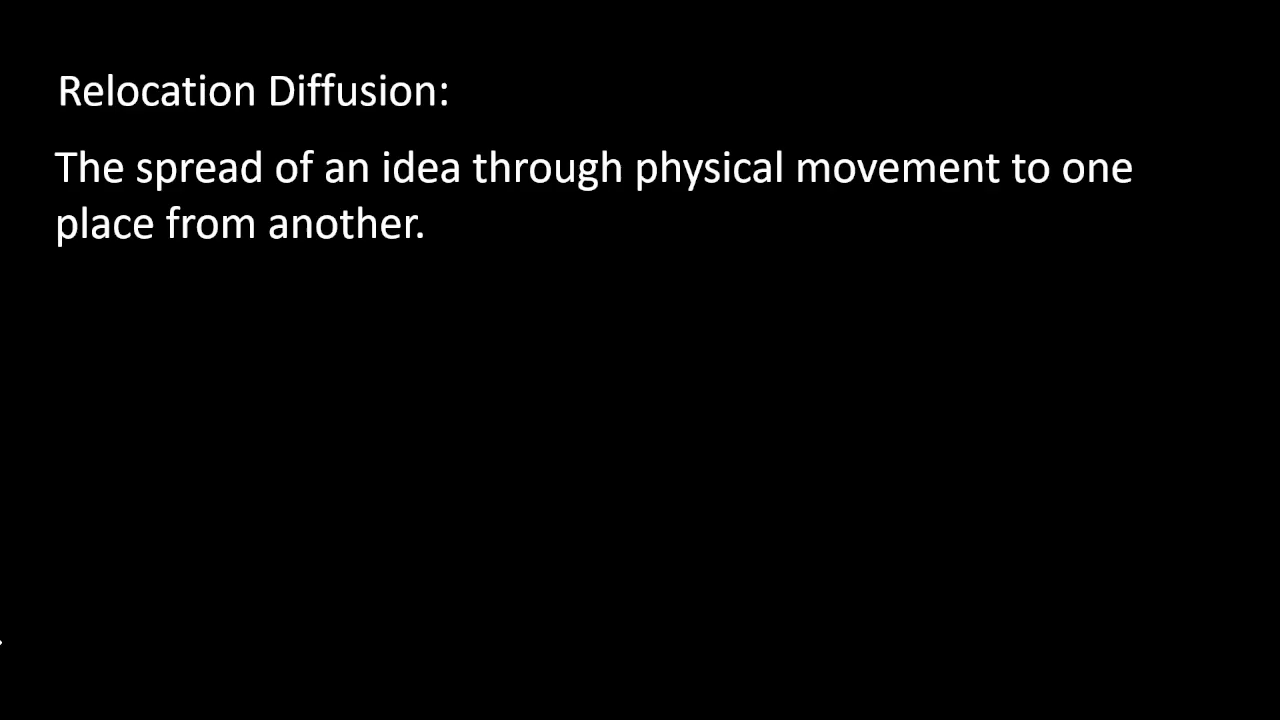 Relocation Diffusion:
The spread of an idea through physical movement to one
place from another.